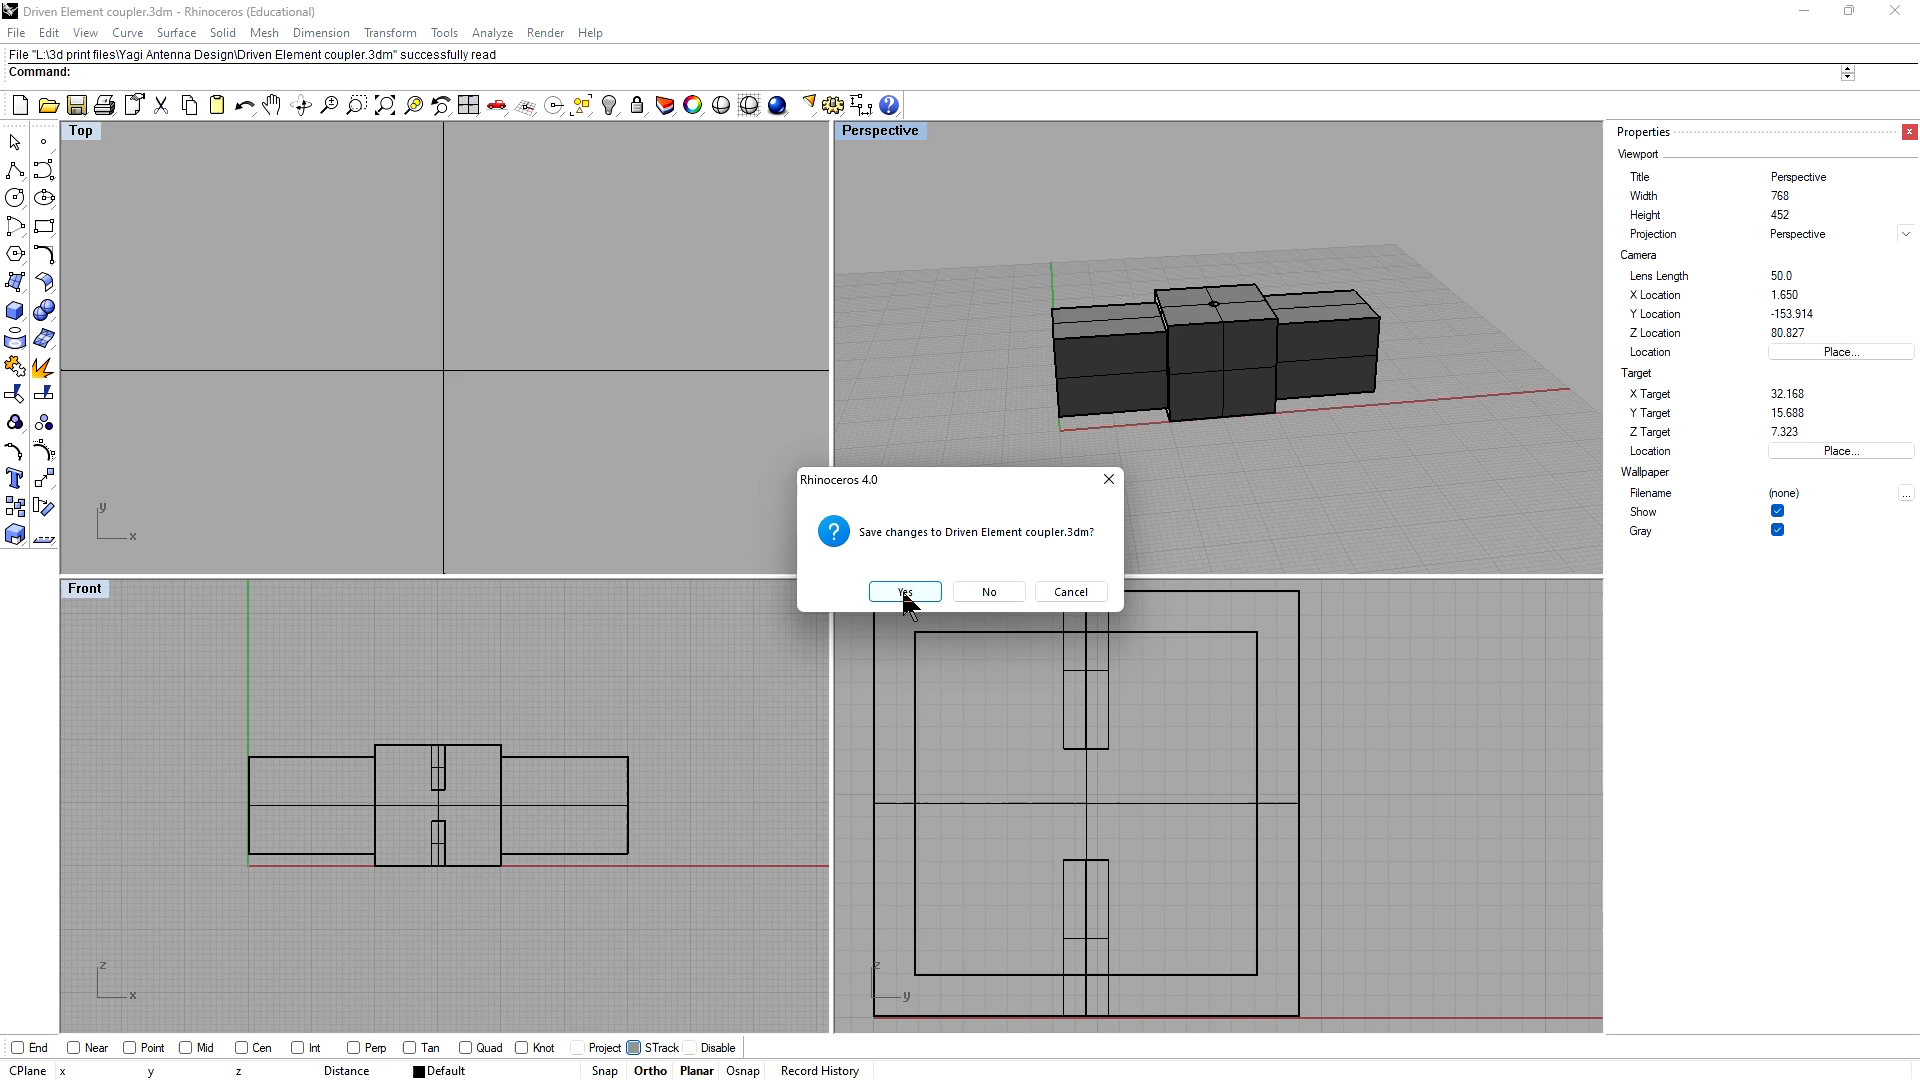 Driven Element coupler.3dm - Rhinoceros (Educational)
File Edit View Curve Surface Solid Mesh Dimension Transform Tools Analyze Render Help
File "L:\3d print files\Yagi Antenna Design\Driven Element coupler.3dm" successfully read
Command:
Top
Perspective
Properties
Viewport
Title Perspective
Width 768
Height 452
Projection Perspective
Camera
Lens Length 50.0
X Location 1.650
Y Location -153.914
Z Location 80.827
Location Place...
Target
X Target 32.168
Y Target 15.688
Z Target 7.323
Location Place...
Wallpaper
Filename (none) ...
Show
Gray
y
x
Rhinoceros 4.0
Save changes to Driven Element coupler.3dm?
Yes No Cancel
Front
z
x
z
y
End Near Point Mid Cen Int Perp Tan Quad Knot Project STrack Disable
CPlane x y z Distance Default Snap Ortho Planar Osnap Record History